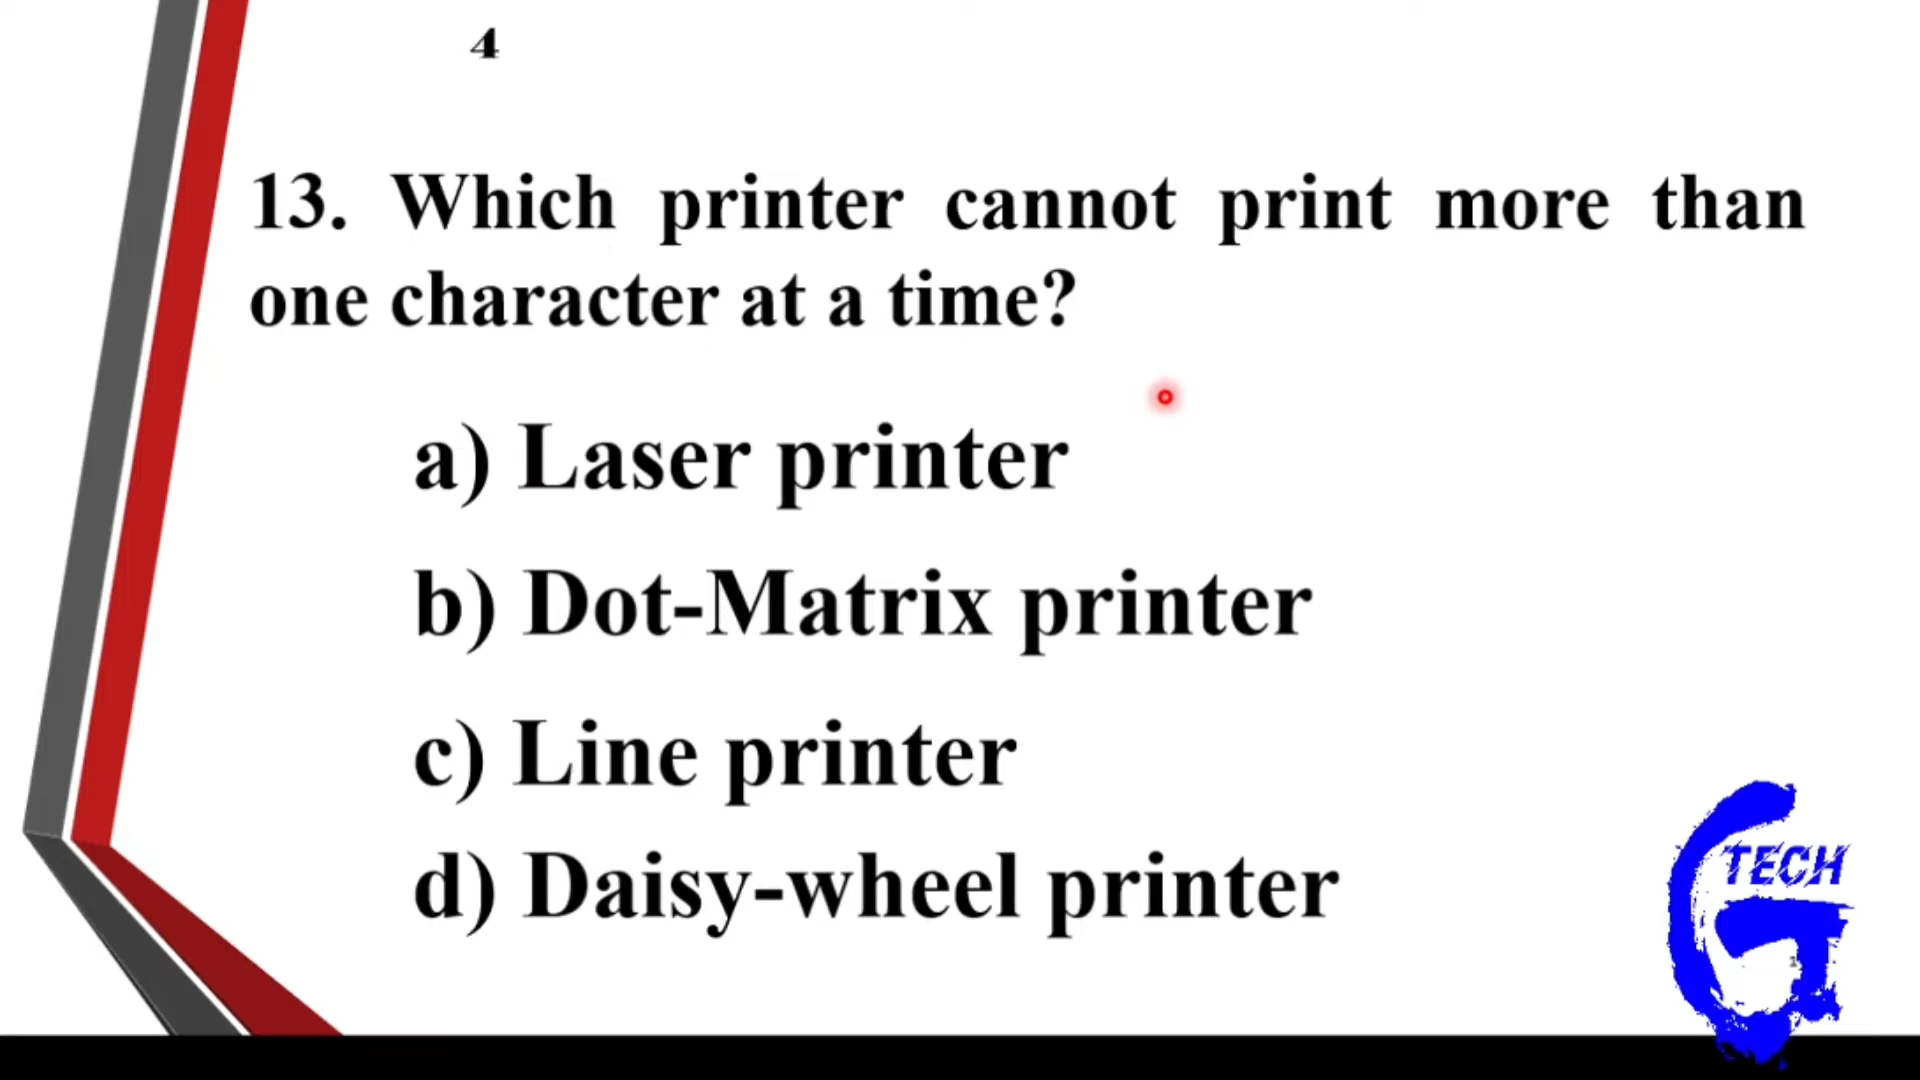 4
13. Which printer cannot print more than
one character at a time?
a) Laser printer
b) Dot-Matrix printer
c) Line printer
d) Daisy-wheel printer
TECH